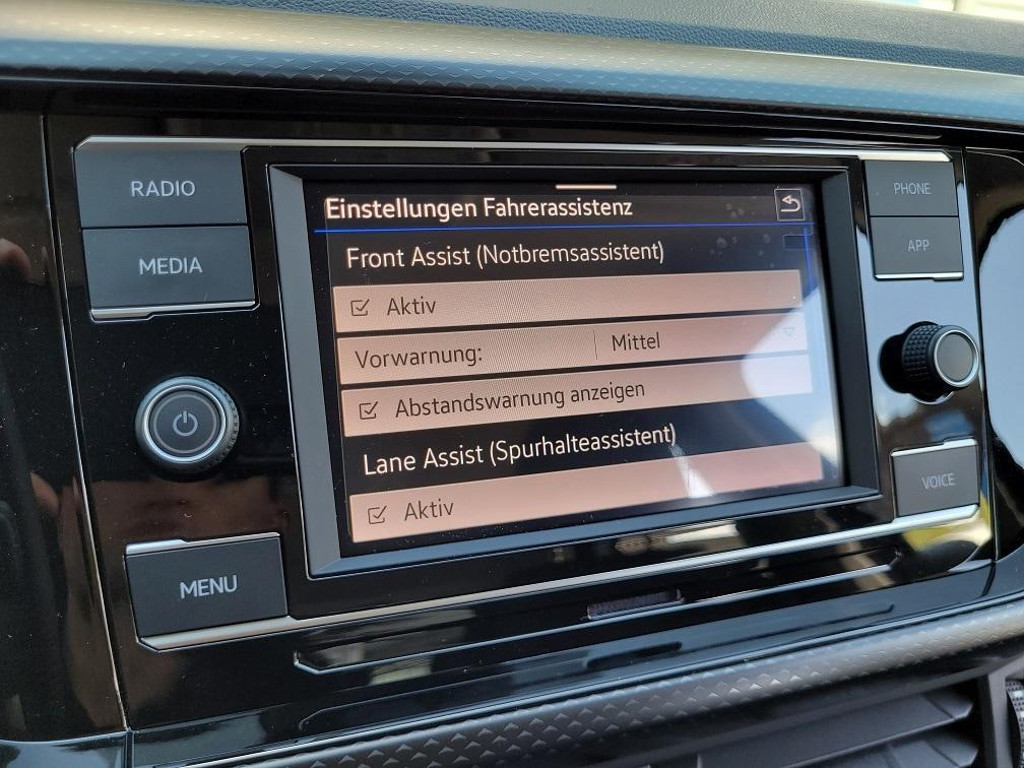 RADIO
MEDIA
MENU
Einstellungen Fahrerassistenz
Front Assist (Notbremsassistent)
Aktiv
Vorwarnung: Mittel
Abstandswarnung anzeigen
Lane Assist (Spurhalteassistent)
Aktiv
PHONE
APP
VOICE